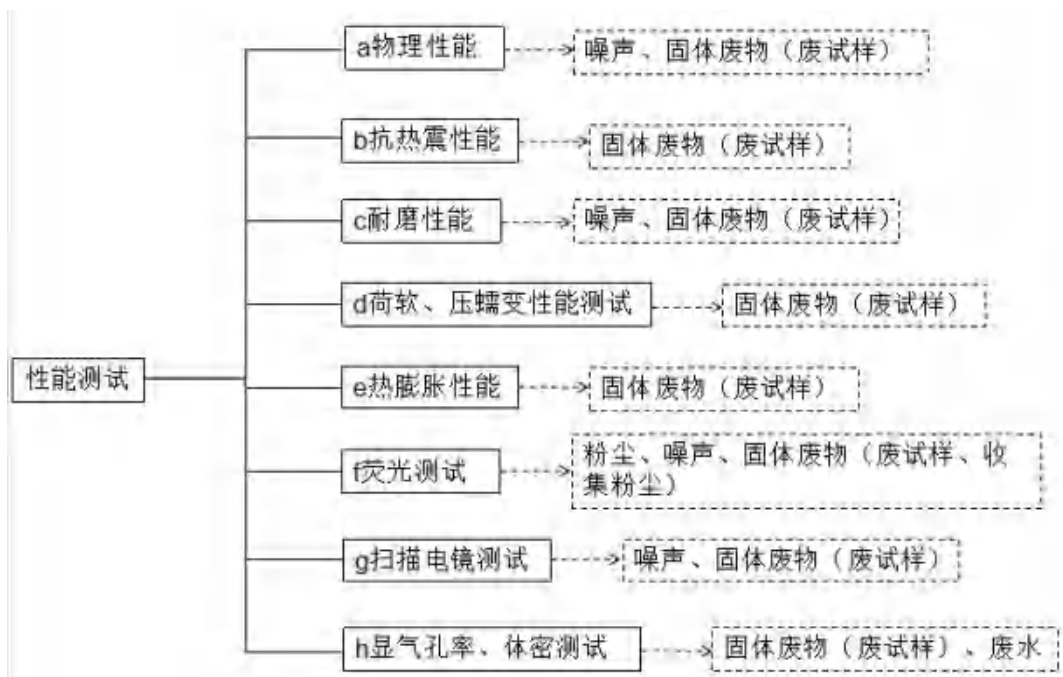 a物理性能
噪声、固体废物（废试样）
b抗热震性能
固体废物（废试样）
c耐磨性能
噪声、固体废物（废试样）
d荷软、压蠕变性能测试
固体废物（废试样）
性能测试
e热膨胀性能
固体废物（废试样）
f荧光测试
粉尘、噪声、固体废物（废试样、收
集粉尘）
g扫描电镜测试
噪声、固体废物（废试样）
h显气孔率、体密测试
固体废物（废试样）、废水